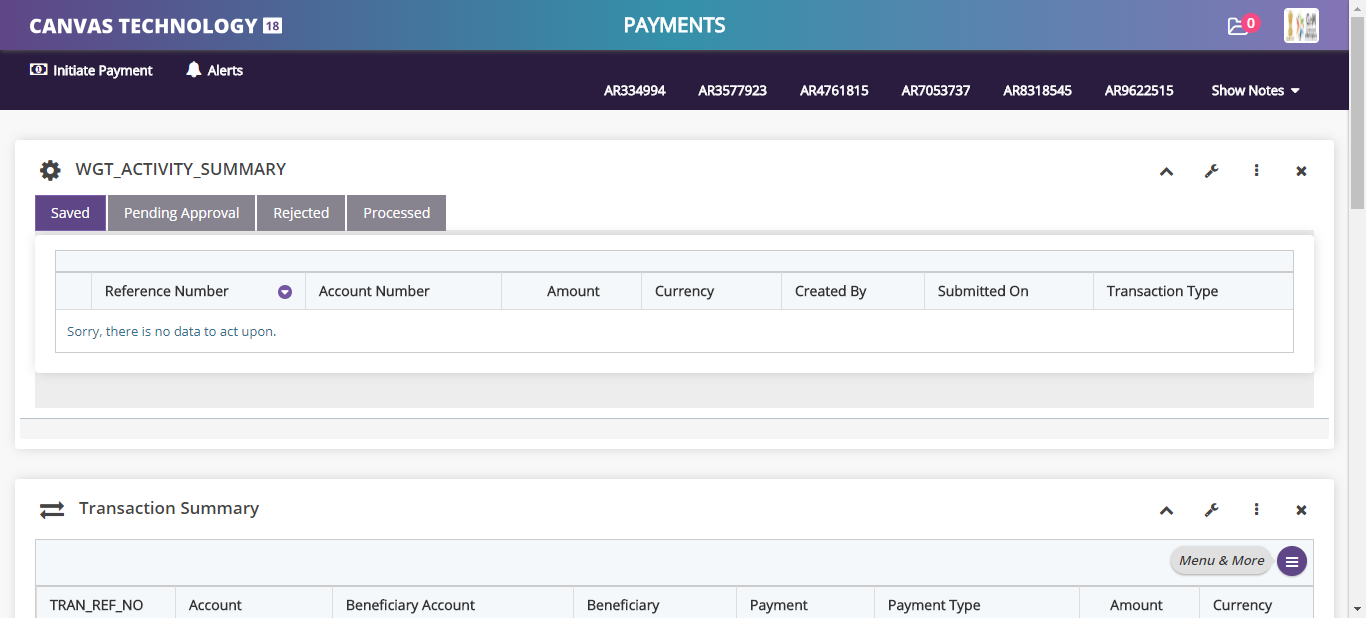 CANVAS TECHNOLOGY 18
PAYMENTS
0
Initiate Payment
Alerts
AR334994 AR3577923 AR4761815 AR7053737 AR8318545 AR9622515 Show Notes
WGT_ACTIVITY_SUMMARY
Saved Pending Approval Rejected Processed
Reference Number Account Number Amount Currency Created By Submitted On Transaction Type
Sorry, there is no data to act upon.
Transaction Summary
Menu & More
TRAN_REF_NO Account Beneficiary Account Beneficiary Payment Payment Type Amount Currency